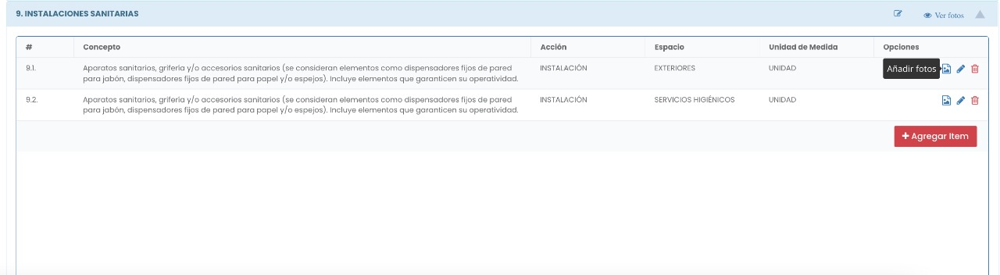 9. INSTALACIONES SANITARIAS
Ver fotos
# Concepto Acción Espacio Unidad de Medida Opciones
9.1. Aparatos sanitarios, grifería y/o accesorios sanitarios (se consideran elementos como dispensadores fijos de pared INSTALACIÓN EXTERIORES UNIDAD Añadir fotos
para jabón, dispensadores fijos de pared para papel y/o espejos). Incluye elementos que garanticen su operatividad.
9.2. Aparatos sanitarios, grifería y/o accesorios sanitarios (se consideran elementos como dispensadores fijos de pared INSTALACIÓN SERVICIOS HIGIÉNICOS UNIDAD
para jabón, dispensadores fijos de pared para papel y/o espejos). Incluye elementos que garanticen su operatividad.
+ Agregar Item